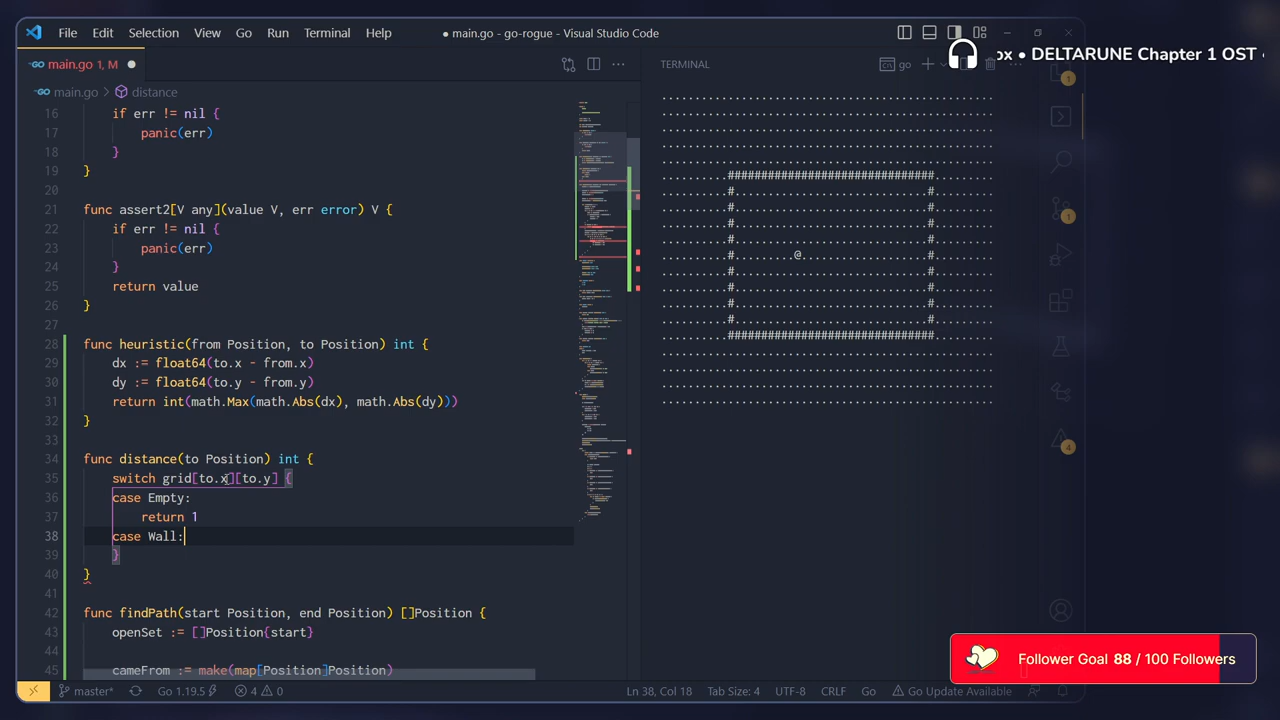 File Edit Selection View Go Run Terminal Help
● main.go - go-rogue - Visual Studio Code
ox • DELTARUNE Chapter 1 OST •
main.go 1, M ●
TERMINAL
go
main.go > distance
16 if err != nil {
17 panic(err)
18 }
19 }
20
21 func assert2[V any](value V, err error) V {
22 if err != nil {
23 panic(err)
24 }
25 return value
26 }
27
28 func heuristic(from Position, to Position) int {
29 dx := float64(to.x - from.x)
30 dy := float64(to.y - from.y)
31 return int(math.Max(math.Abs(dx), math.Abs(dy)))
32 }
33
34 func distance(to Position) int {
35 switch grid[to.x][to.y] {
36 case Empty:
37 return 1
38 case Wall:
39 }
40 }
41
42 func findPath(start Position, end Position) []Position {
43 openSet := []Position{start}
44
45 cameFrom := make(map[Position]Position)
..................................................
..................................................
..................................................
..................................................
..................................................
..........###############################.........
..........#.............................#.........
..........#.............................#.........
..........#.............................#.........
..........#.............................#.........
..........#.........@...................#.........
..........#.............................#.........
..........#.............................#.........
..........#.............................#.........
..........#.............................#.........
..........###############################.........
..................................................
..................................................
..................................................
..................................................
1
1
4
Follower Goal 88 / 100 Followers
master* Go 1.19.5 4 0 Ln 38, Col 18 Tab Size: 4 UTF-8 CRLF Go Go Update Available